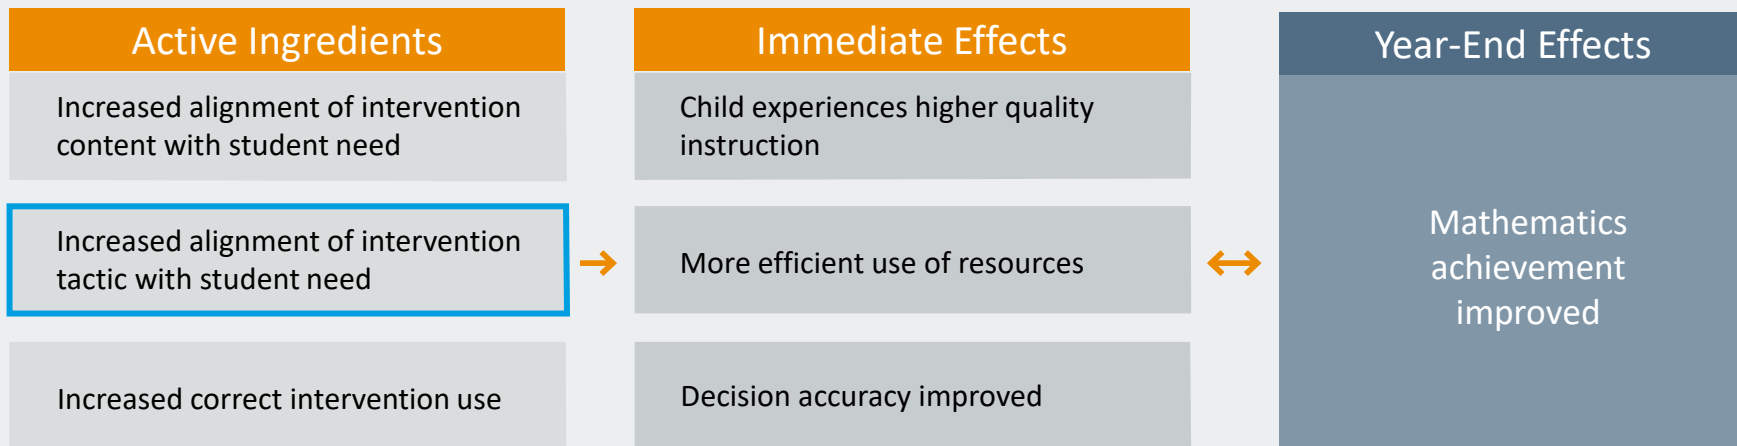 Active Ingredients
Increased alignment of intervention
content with student need
Increased alignment of intervention
tactic with student need
Increased correct intervention use
Immediate Effects
Child experiences higher quality
instruction
More efficient use of resources
Decision accuracy improved
Year-End Effects
Mathematics
achievement
improved